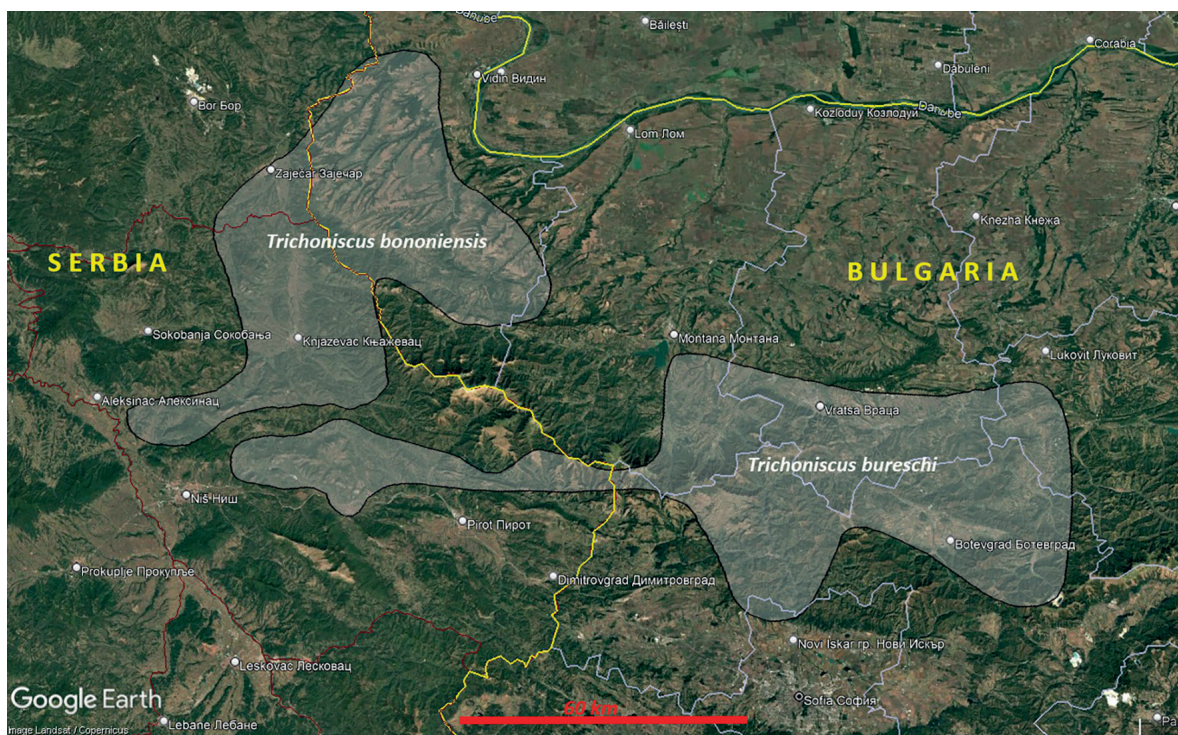 Danube
Băilești
Corabia
Vidin Видин
Dăbuleni
Bor Бор
Kozloduy Козлодуй
Danube
Lom Лом
Zaječar Зајечар
Knezha Кнежа
Trichoniscus bononiensis
SERBIA
BULGARIA
Sokobanja Сокобања
Knjazevac Књажевац
Montana Монтана
Lukovit Луковит
Aleksinac Алексинац
Vratsa Враца
Trichoniscus bureschi
Niš Ниш
Pirot Пирот
Botevgrad Ботевград
Prokuplje Прокупље
Dimitrovgrad Димитровград
Novi Iskar гр. Нови Искър
Leskovac Лесковац
Google Earth
60 km
Sofia София
Lebane Лебане
Pa
Image Landsat / Copernicus